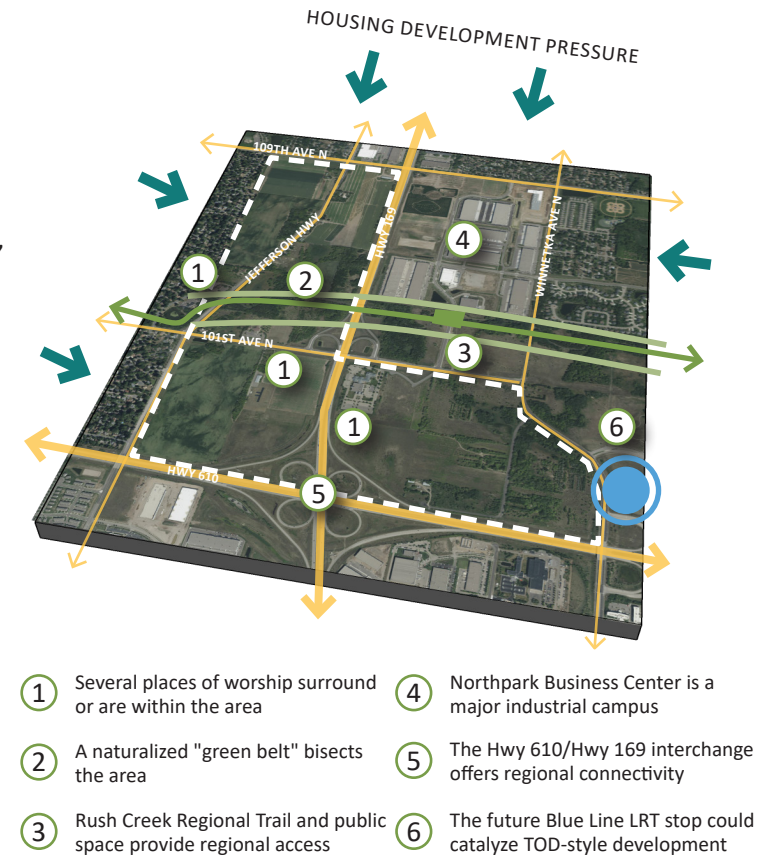 HOUSING DEVELOPMENT PRESSURE
109TH AVE N
JEFFERSON HWY
HWY 169
WINNETKA AVE N
4
1
2
101ST AVE N
3
1
1
6
HWY 610
5
1 Several places of worship surround
or are within the area
2 A naturalized "green belt" bisects
the area
3 Rush Creek Regional Trail and public
space provide regional access
4 Northpark Business Center is a
major industrial campus
5 The Hwy 610/Hwy 169 interchange
offers regional connectivity
6 The future Blue Line LRT stop could
catalyze TOD-style development